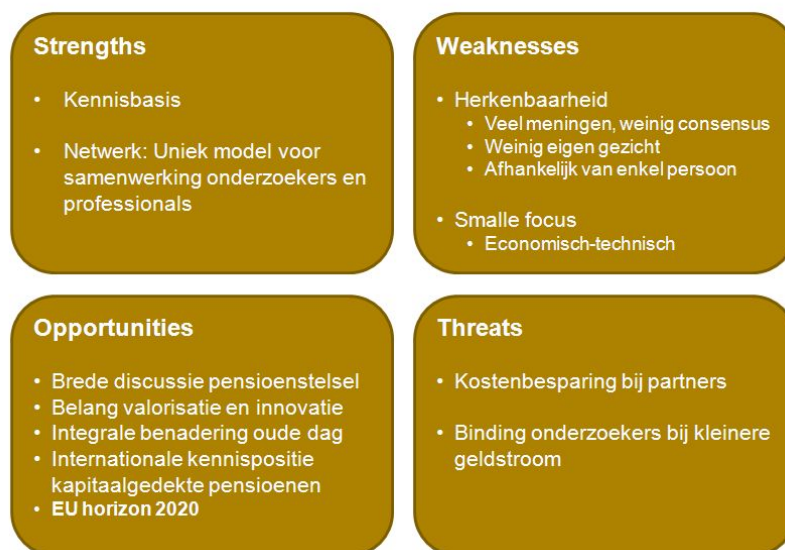 Strengths
• Kennisbasis
• Netwerk: Uniek model voor
samenwerking onderzoekers en
professionals
Weaknesses
• Herkenbaarheid
• Veel meningen, weinig consensus
• Weinig eigen gezicht
• Afhankelijk van enkel persoon
• Smalle focus
• Economisch-technisch
Opportunities
• Brede discussie pensioenstelsel
• Belang valorisatie en innovatie
• Integrale benadering oude dag
• Internationale kennispositie
kapitaalgedekte pensioenen
• EU horizon 2020
Threats
• Kostenbesparing bij partners
• Binding onderzoekers bij kleinere
geldstroom